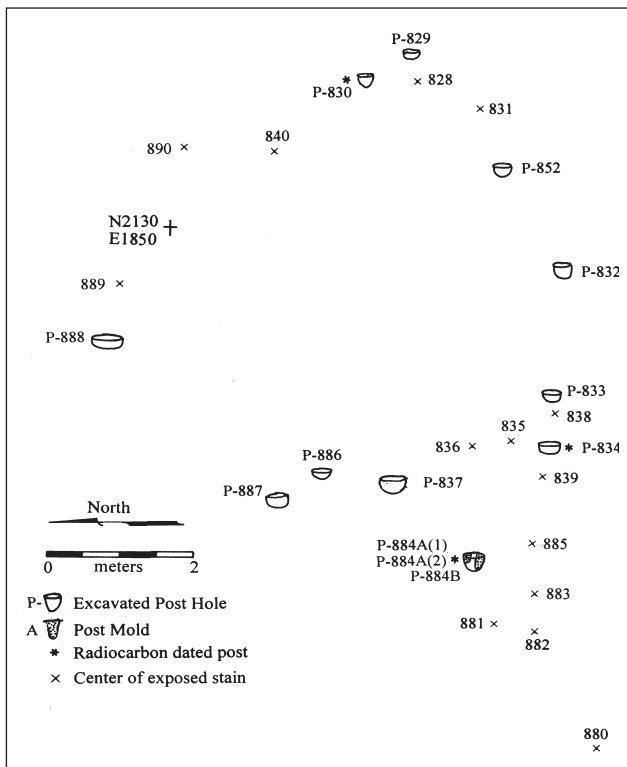 P-829
* × 828
P-830
× 831
840
890 × ×
× P-852
N2130
E1850 +
P-832
889 ×
P-888
P-833
× 838
835
836 × ×
* P-834
P-886
P-837
× 839
P-887
North
P-884A(1)
P-884A(2) *
P-884B
× 885
0 meters 2
× 883
P- Excavated Post Hole
881 × ×
882
A Post Mold
* Radiocarbon dated post
× Center of exposed stain
880
×